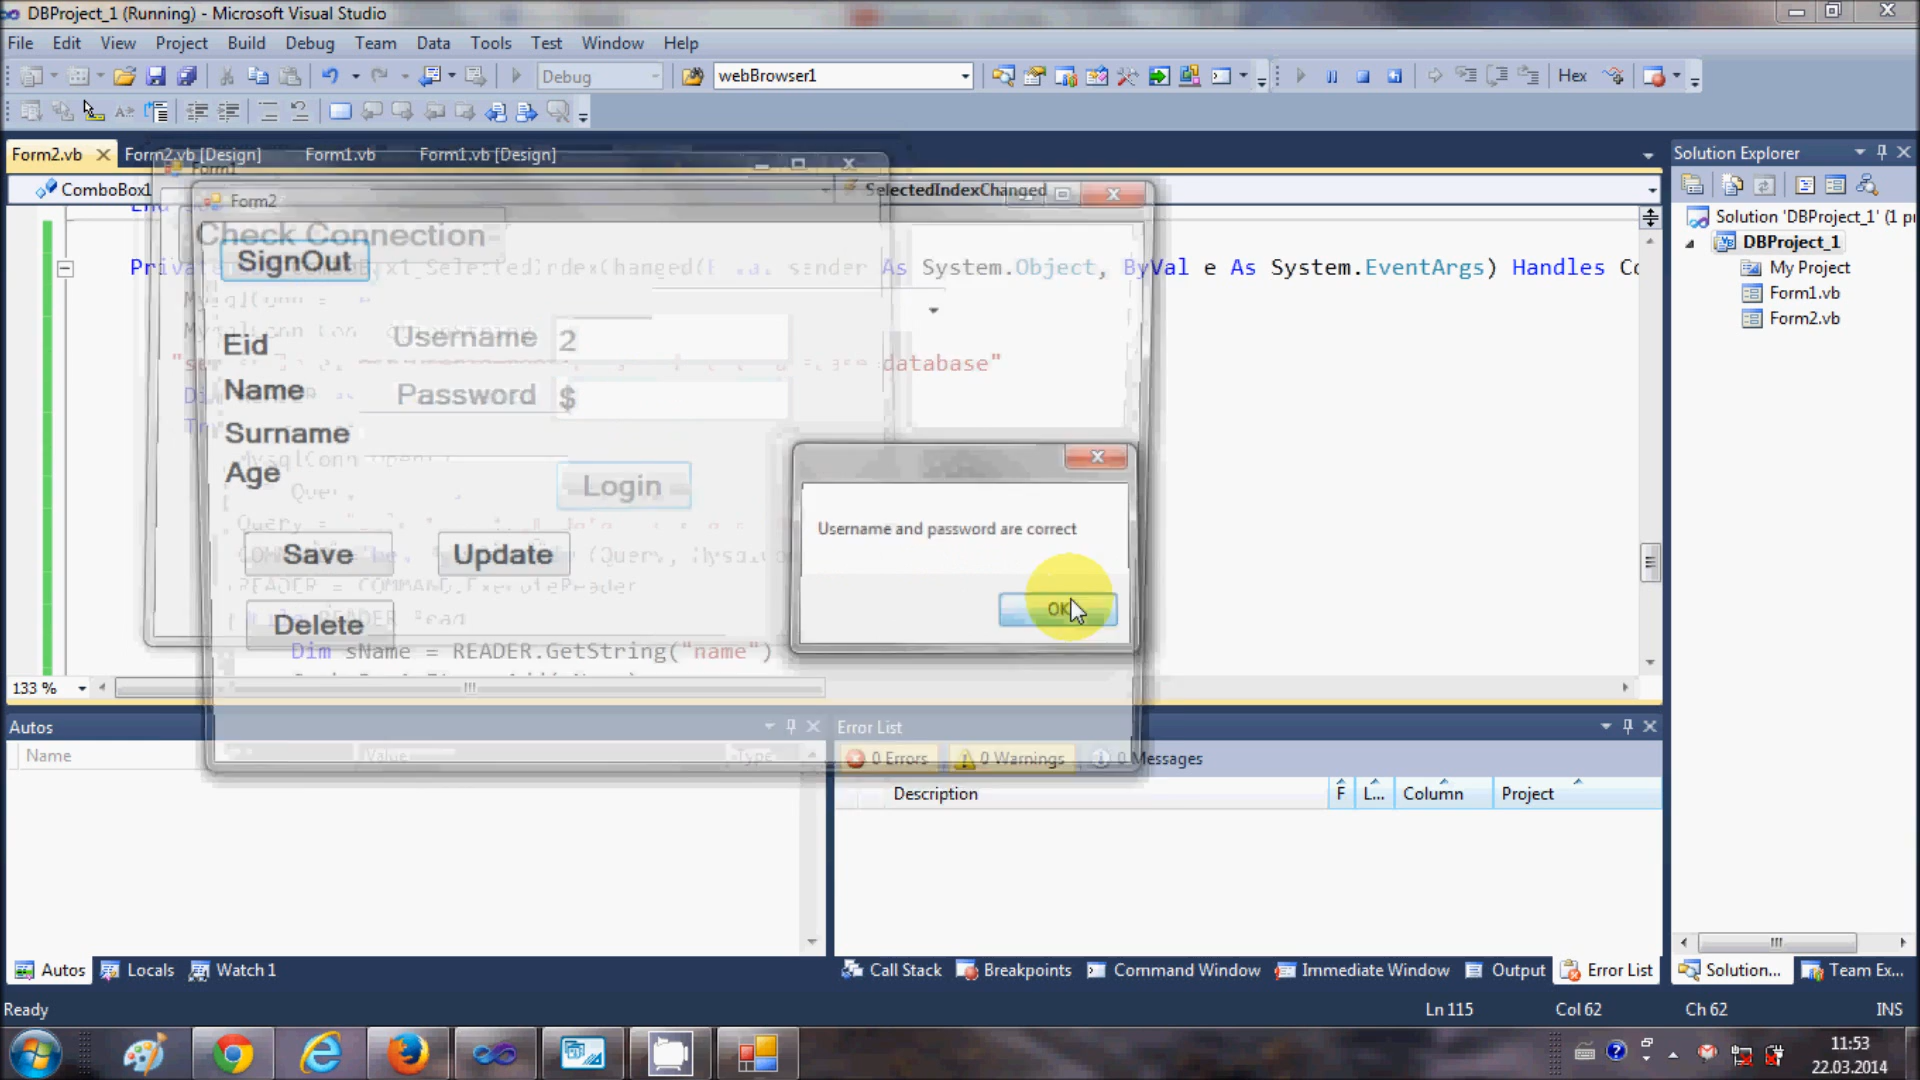 DBProject_1 (Running) - Microsoft Visual Studio
File Edit View Project Build Debug Team Data Tools Test Window Help
Debug webBrowser1 Hex
Form2.vb Form2.vb [Design] Form1.vb Form1.vb [Design]
Form1
ComboBox1 SelectedIndexChanged
Form2
Check Connection
SignOut
As System.Object, ByVal e As System.EventArgs) Handles
Eid
Username 2
database"
Name
Password $
Surname
Age
Login
Username and password are correct
OK
Save Update
READER = COMMAND.ExecuteReader
Delete
Dim sName = READER.GetString("name")
133 %
Autos
Name Value Type
Error List
0 Errors 0 Warnings 0 Messages
Description F L... Column Project
Autos Locals Watch 1
Call Stack Breakpoints Command Window Immediate Window Output Error List
Solution Explorer
Solution 'DBProject_1' (1 pr
DBProject_1
My Project
Form1.vb
Form2.vb
Solution... Team Ex...
Ready Ln 115 Col 62 Ch 62 INS
11:53
22.03.2014